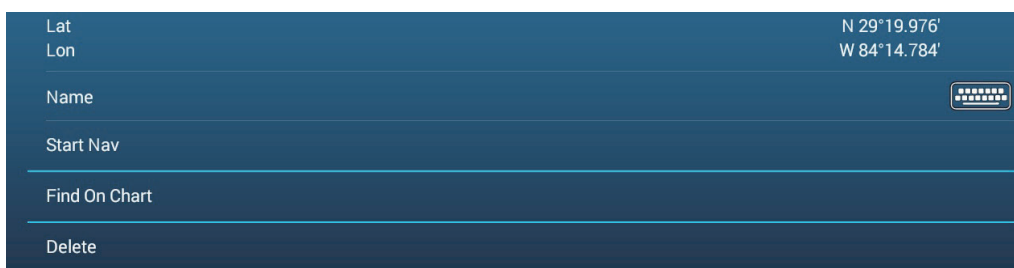 Lat N 29°19.976'
Lon W 84°14.784'
Name
Start Nav
Find On Chart
Delete